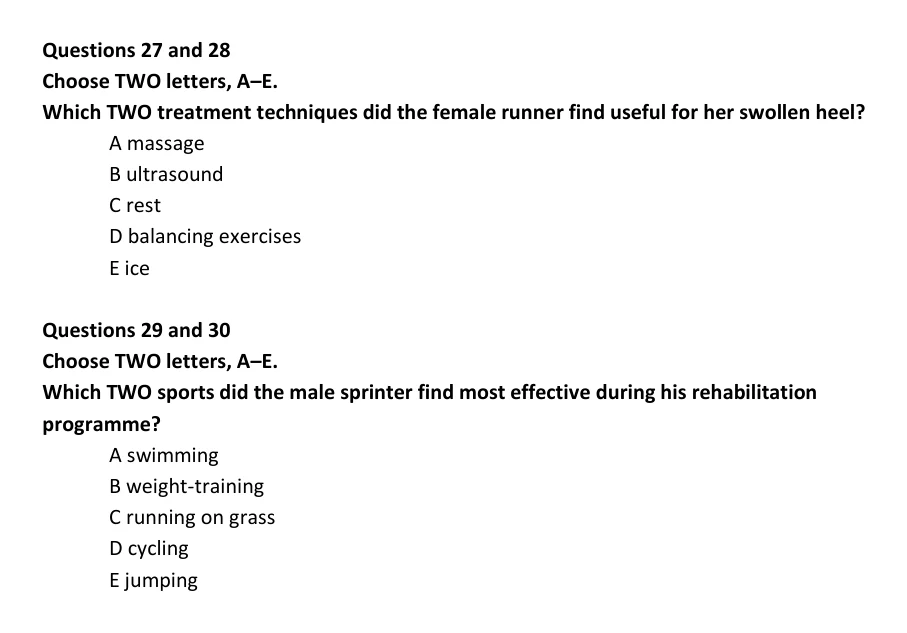 Questions 27 and 28
Choose TWO letters, A–E.
Which TWO treatment techniques did the female runner find useful for her swollen heel?
A massage
B ultrasound
C rest
D balancing exercises
E ice
Questions 29 and 30
Choose TWO letters, A–E.
Which TWO sports did the male sprinter find most effective during his rehabilitation
programme?
A swimming
B weight-training
C running on grass
D cycling
E jumping